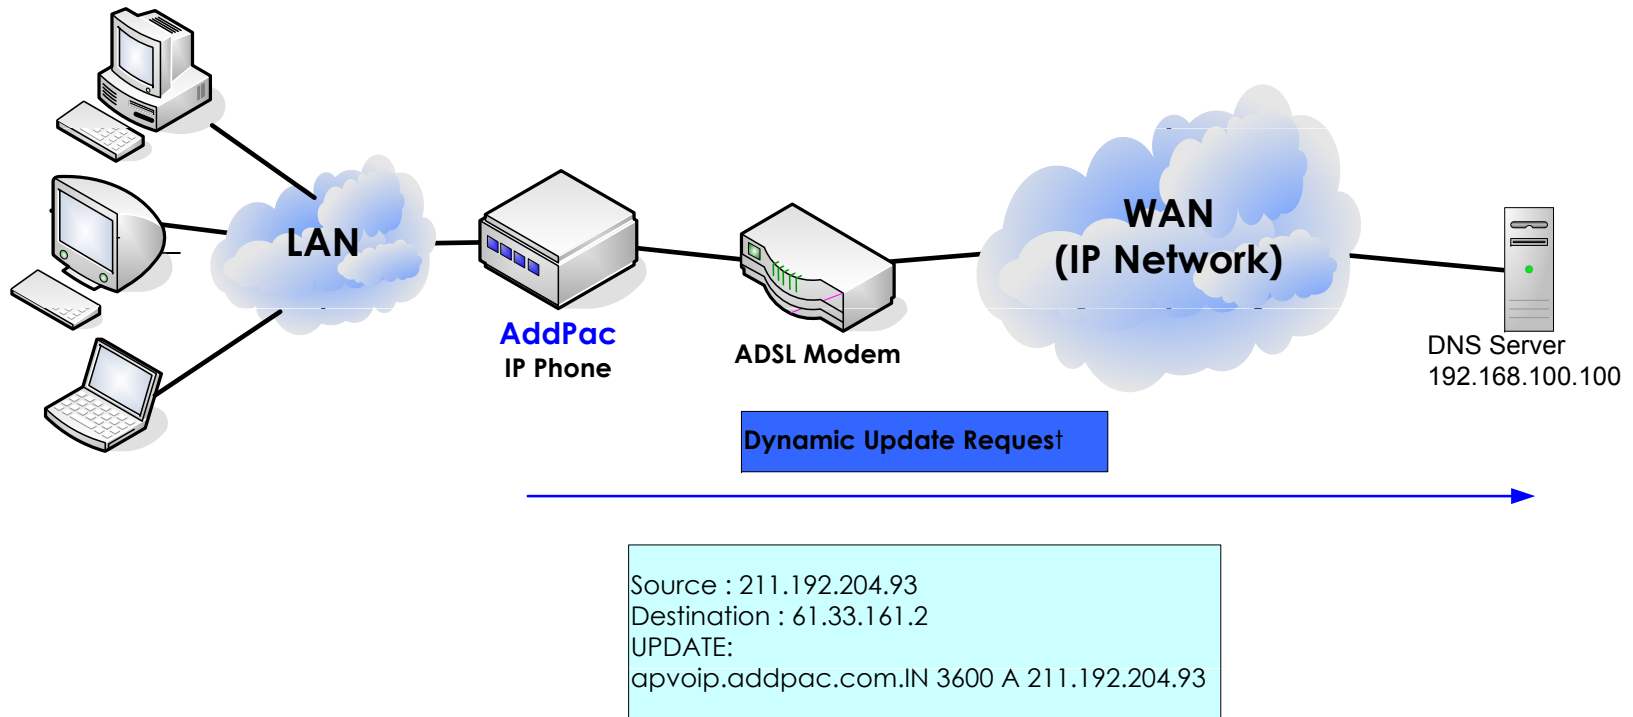 LAN
WAN
(IP Network)
AddPac
IP Phone
ADSL Modem
DNS Server
192.168.100.100
Dynamic Update Request
Source : 211.192.204.93
Destination : 61.33.161.2
UPDATE:
apvoip.addpac.com.IN 3600 A 211.192.204.93